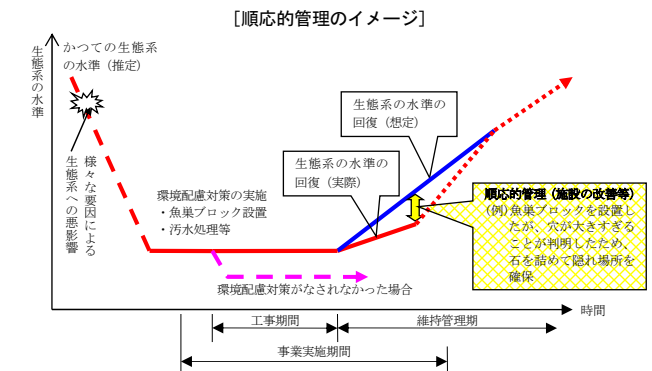 ［順応的管理のイメージ］
生態系の水準
かつての生態系
の水準（推定）
様々な要因による
生態系への悪影響
環境配慮対策の実施
・魚巣ブロック設置
・汚水処理等
生態系の水準の
回復（想定）
生態系の水準の
回復（実際）
順応的管理（施設の改善等）
（例）魚巣ブロックを設置し
たが、穴が大きすぎる
ことが判明したため、
石を詰めて隠れ場所を
確保
環境配慮対策がなされなかった場合
時間
工事期間
維持管理期
事業実施期間